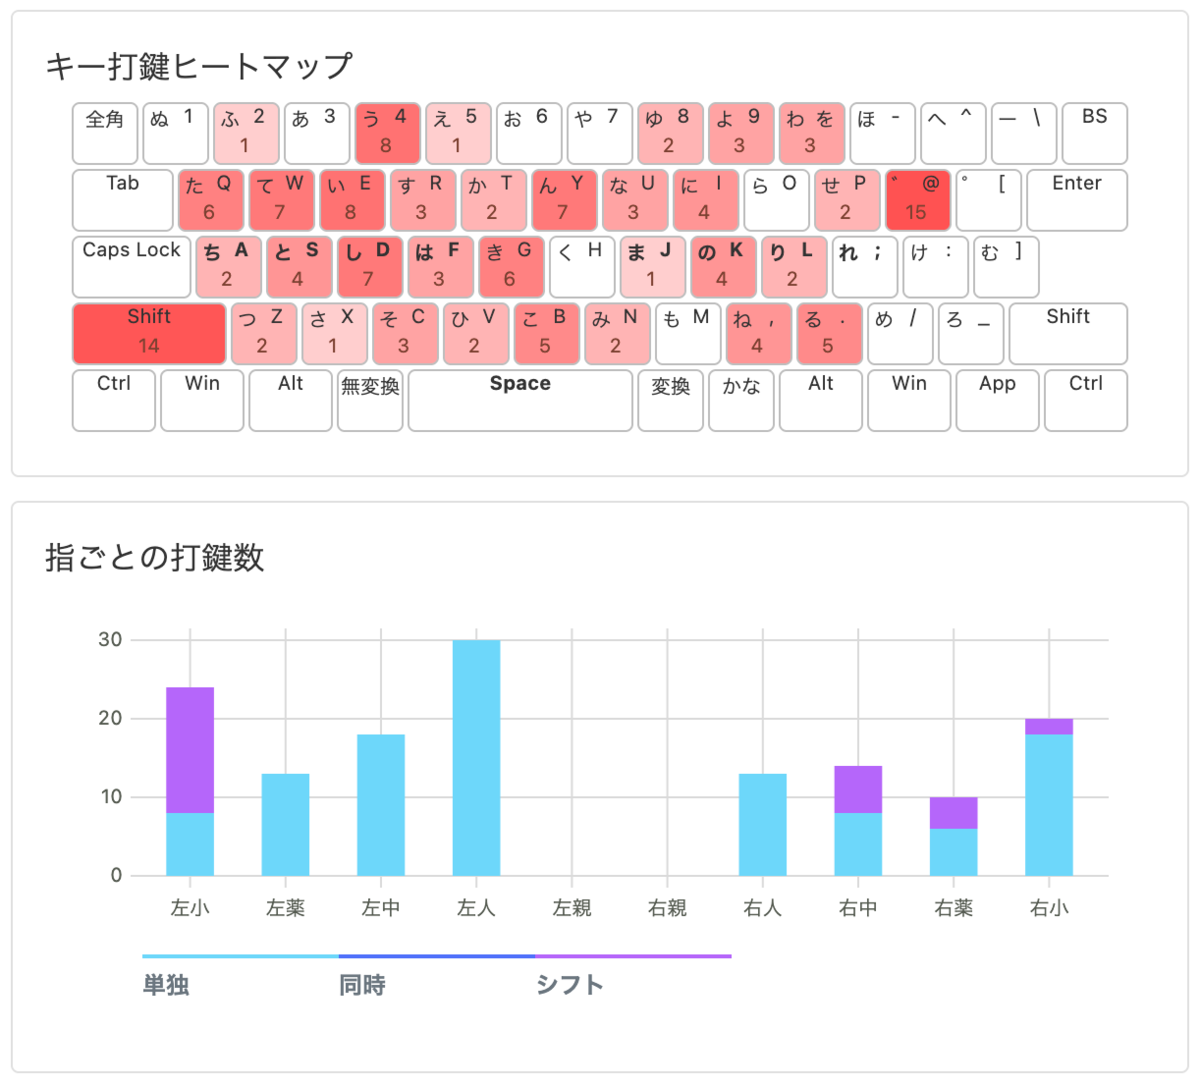 キー打鍵ヒートマップ
全角 ぬ 1 ふ 2 あ 3 う 4 え 5 お 6 や 7 ゆ 8 よ 9 わ を ほ - へ ^ ー \ BS
1 8 1 2 3 3
Tab た Q て W い E す R か T ん Y な U に I ら O せ P ゛ @ ゜ [ Enter
6 7 8 3 2 7 3 4 2 15
Caps Lock ち A と S し D は F き G く H ま J の K り L れ ; け : む ]
2 4 7 3 6 1 4 2
Shift つ Z さ X そ C ひ V こ B み N も M ね , る . め / ろ _ Shift
14 2 1 3 2 5 2 4 5
Ctrl Win Alt 無変換 Space 変換 かな Alt Win App Ctrl
指ごとの打鍵数
30
20
10
0
左小 左薬 左中 左人 左親 右親 右人 右中 右薬 右小
単独 同時 シフト